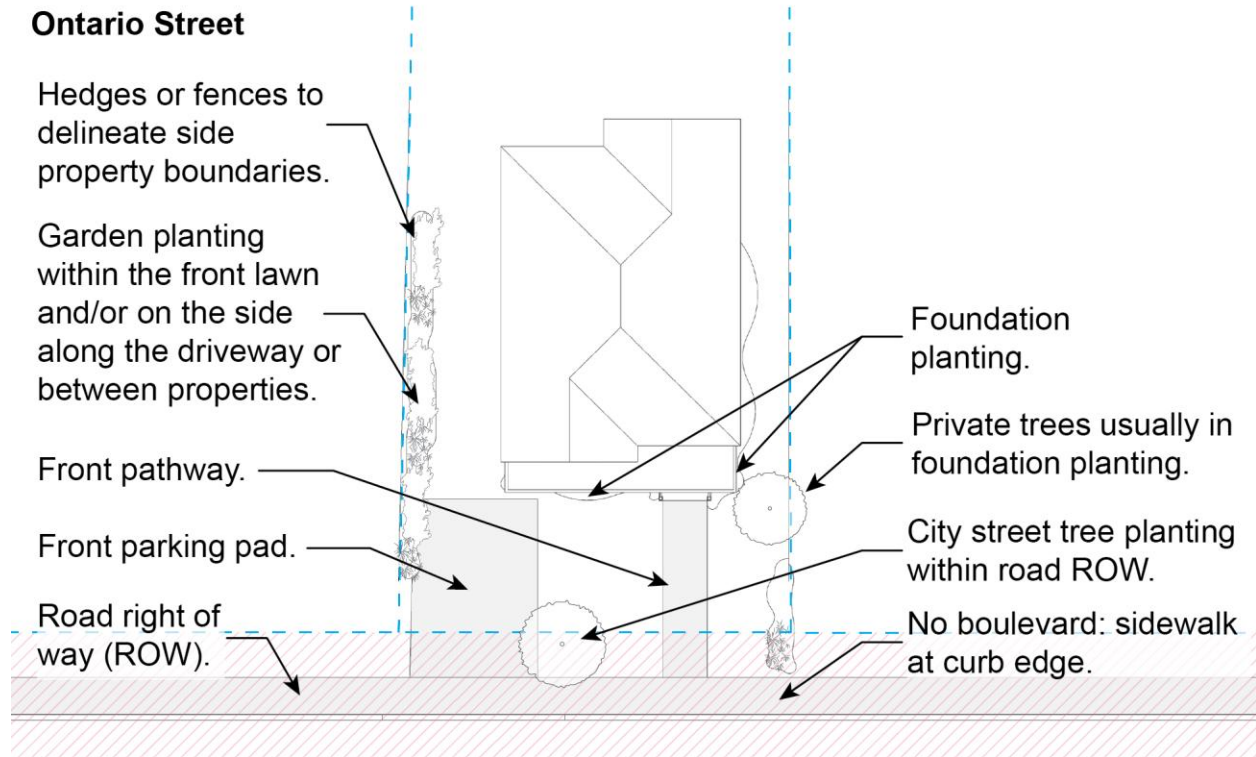 Ontario Street
Hedges or fences to
delineate side
property boundaries.
Garden planting
within the front lawn
and/or on the side
along the driveway or
between properties.
Front pathway.
Front parking pad.
Road right of
way (ROW).
Foundation
planting.
Private trees usually in
foundation planting.
City street tree planting
within road ROW.
No boulevard: sidewalk
at curb edge.